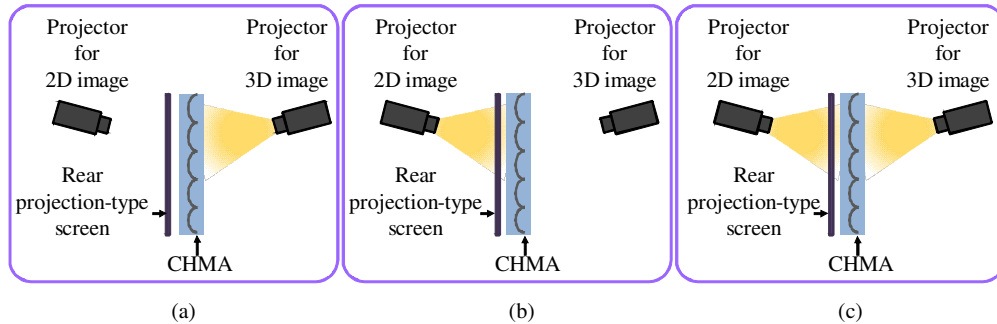 Projector
for
2D image
Projector
for
3D image
Rear
projection-type
screen
CHMA
(a)
Projector
for
2D image
Projector
for
3D image
Rear
projection-type
screen
CHMA
(b)
Projector
for
2D image
Projector
for
3D image
Rear
projection-type
screen
CHMA
(c)